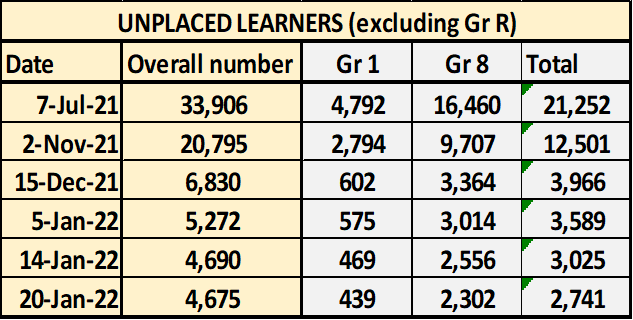 UNPLACED LEARNERS (excluding Gr R)
Date Overall number Gr 1 Gr 8 Total
7-Jul-21 33,906 4,792 16,460 21,252
2-Nov-21 20,795 2,794 9,707 12,501
15-Dec-21 6,830 602 3,364 3,966
5-Jan-22 5,272 575 3,014 3,589
14-Jan-22 4,690 469 2,556 3,025
20-Jan-22 4,675 439 2,302 2,741